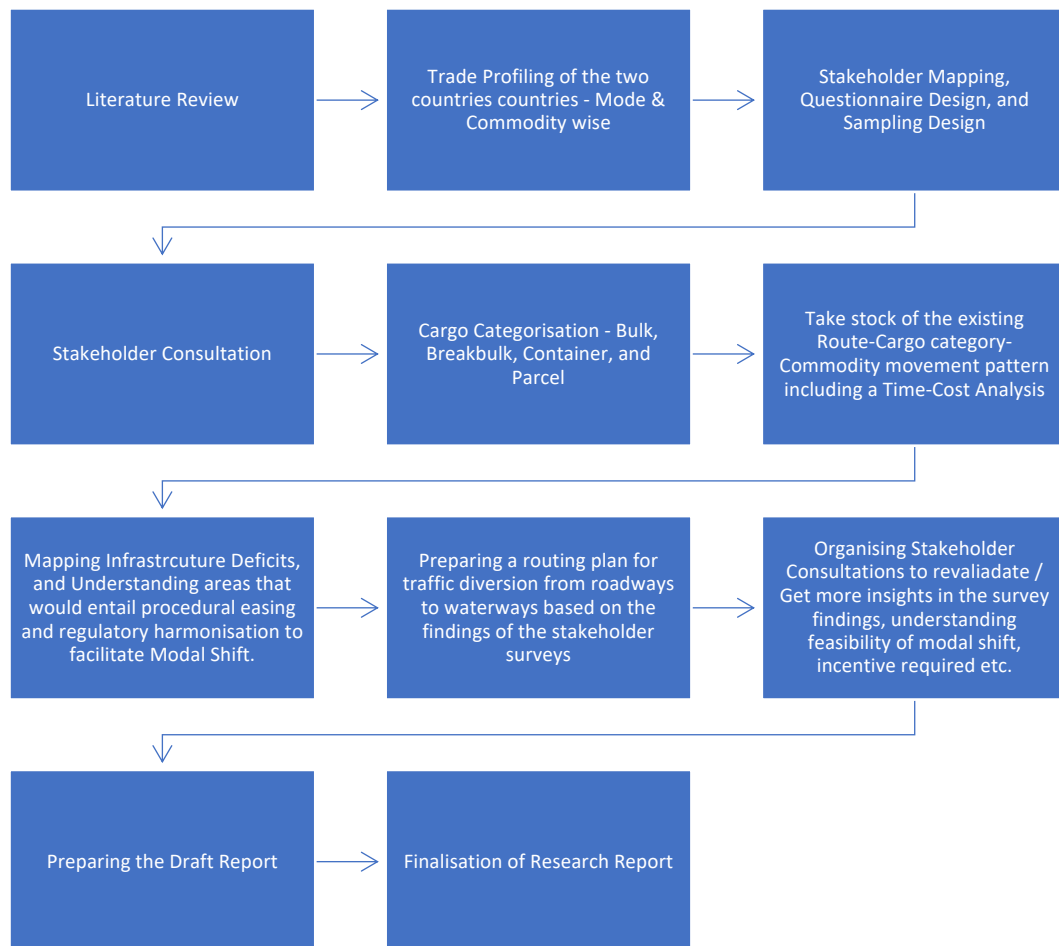 Literature Review
Trade Profiling of the two
countries countries - Mode &
Commodity wise
Stakeholder Mapping,
Questionnaire Design, and
Sampling Design
Stakeholder Consultation
Cargo Categorisation - Bulk,
Breakbulk, Container, and
Parcel
Take stock of the existing
Route-Cargo category-
Commodity movement pattern
including a Time-Cost Analysis
Mapping Infrastrcuture Deficits,
and Understanding areas that
would entail procedural easing
and regulatory harmonisation to
facilitate Modal Shift.
Preparing a routing plan for
traffic diversion from roadways
to waterways based on the
findings of the stakeholder
surveys
Organising Stakeholder
Consultations to revaliadate /
Get more insights in the survey
findings, understanding
feasibility of modal shift,
incentive required etc.
Preparing the Draft Report
Finalisation of Research Report